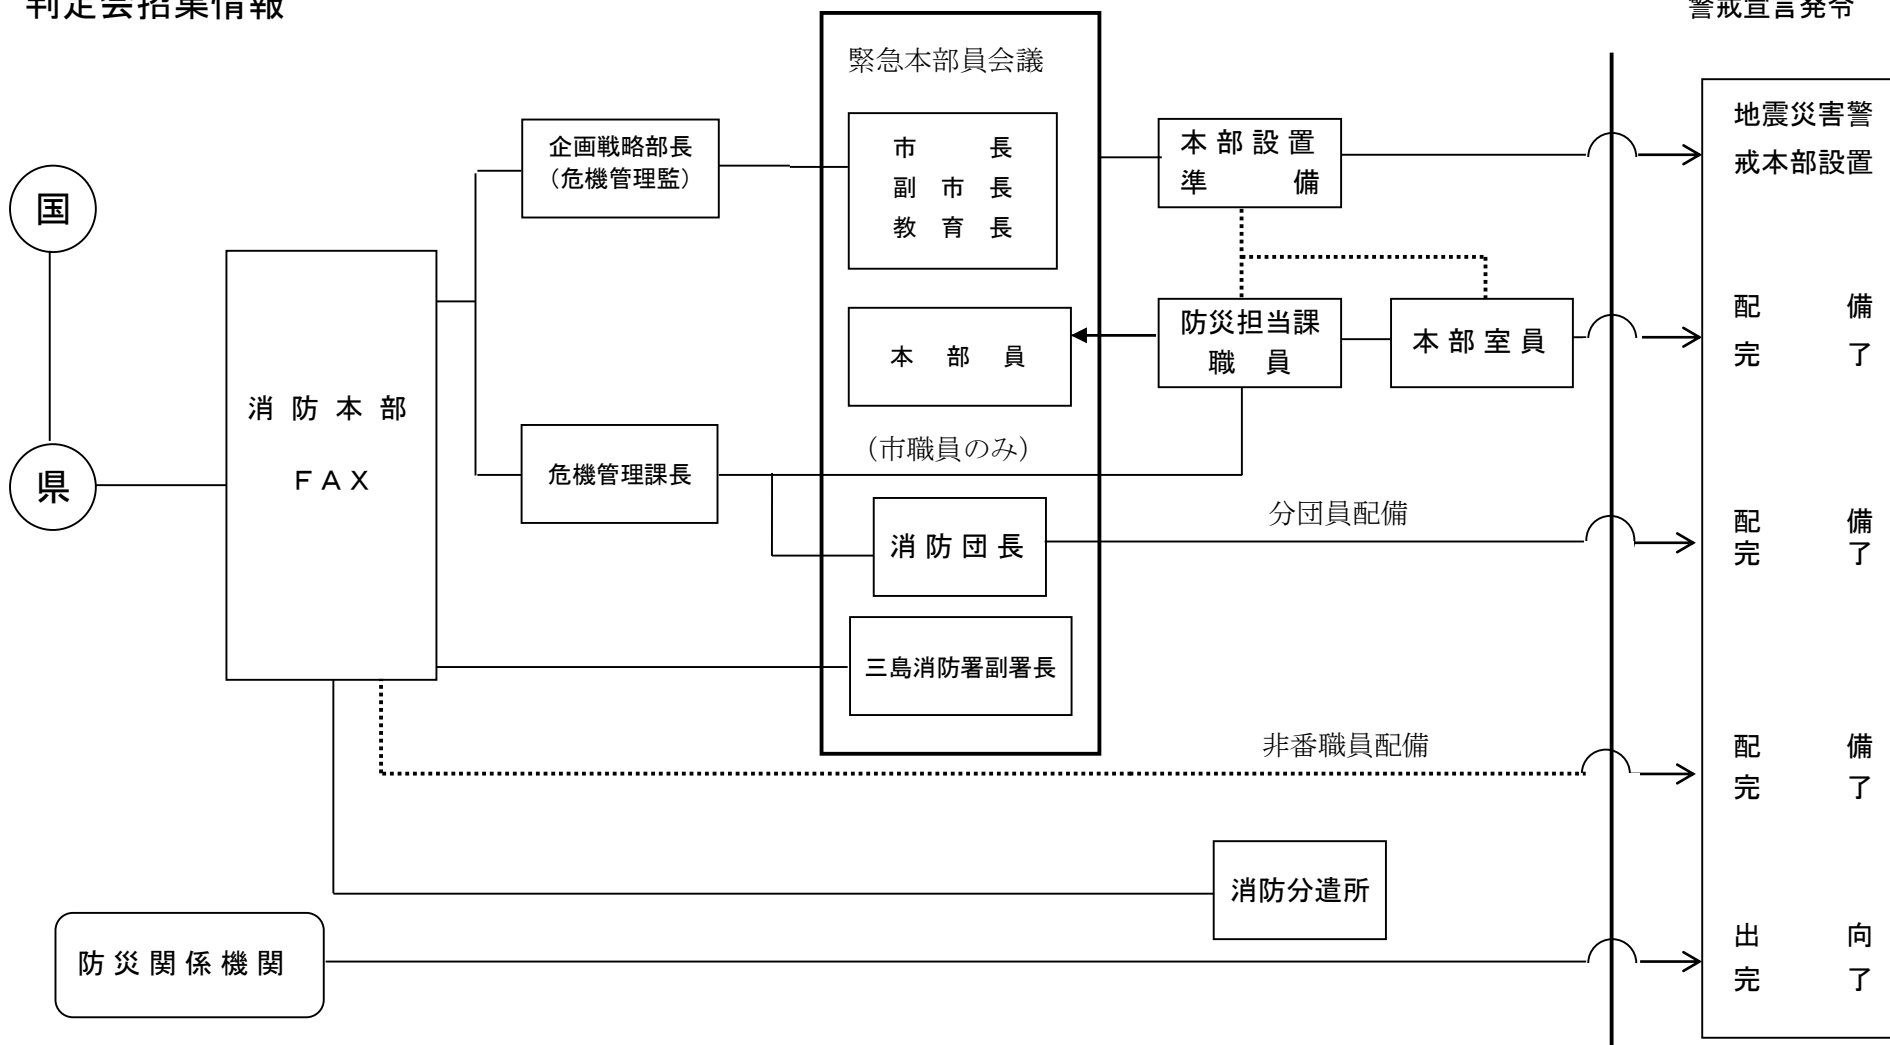 判定会招集情報
警戒宣言発令
緊急本部員会議
国
県
消防本部
ＦＡＸ
企画戦略部長
（危機管理監）
危機管理課長
市長
副市長
教育長
本部員
（市職員のみ）
消防団長
三島消防署副署長
本部設置
準備
防災担当課
職員
本部室員
分団員配備
非番職員配備
消防分遣所
防災関係機関
地震災害警
戒本部設置
配備
完了
配備
完了
配備
完了
出向
完了